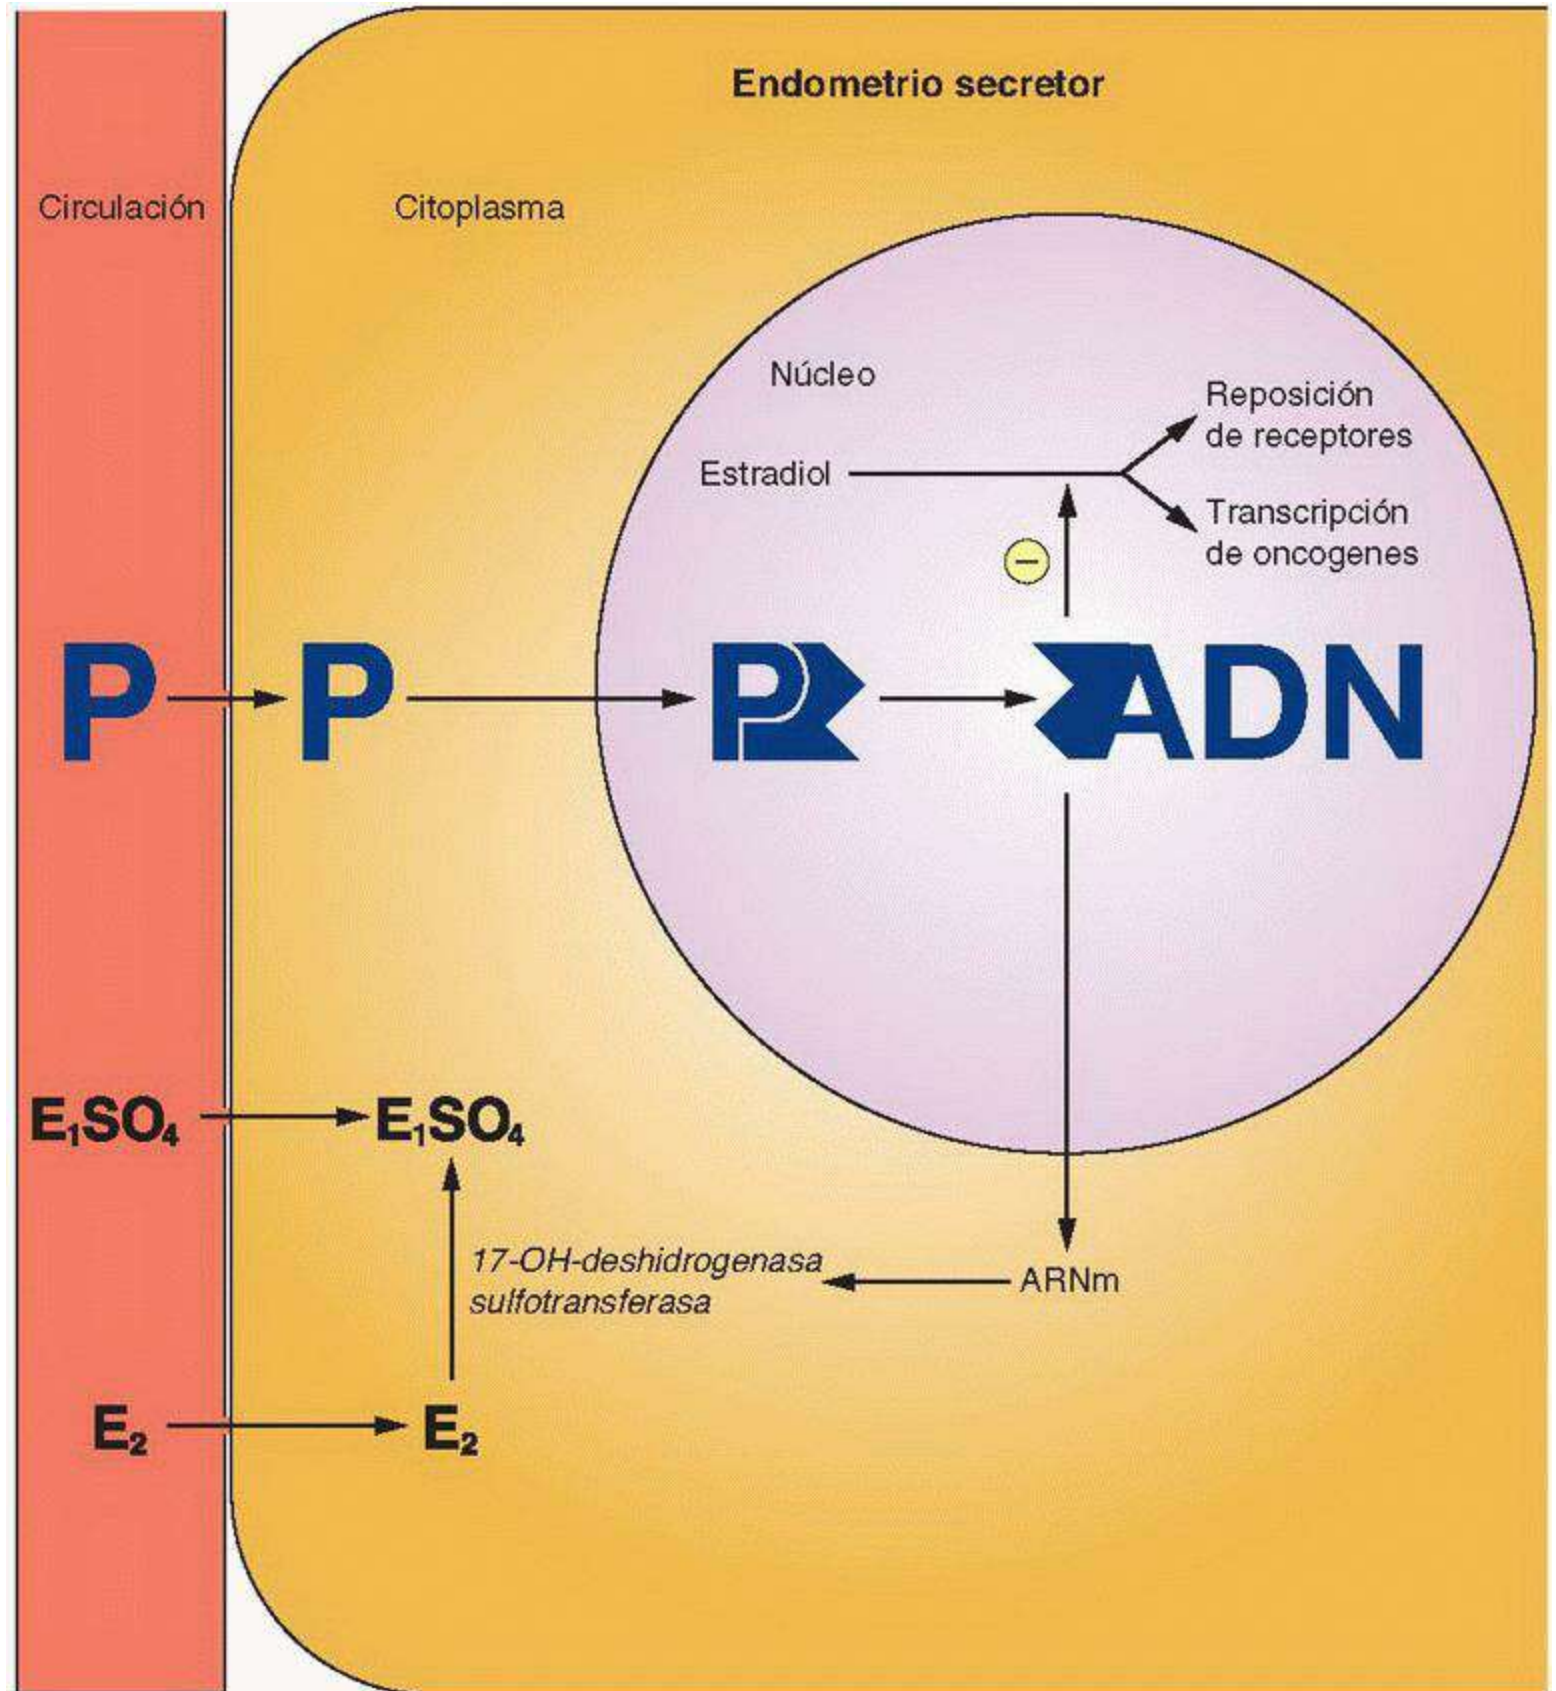 Endometrio secretor
Circulación
Citoplasma
Núcleo
Reposición
de receptores
Estradiol
Transcripción
de oncogenes
−
P
P
PR
ADN
E₁SO₄
E₁SO₄
17-OH-deshidrogenasa
sulfotransferasa
ARNm
E₂
E₂